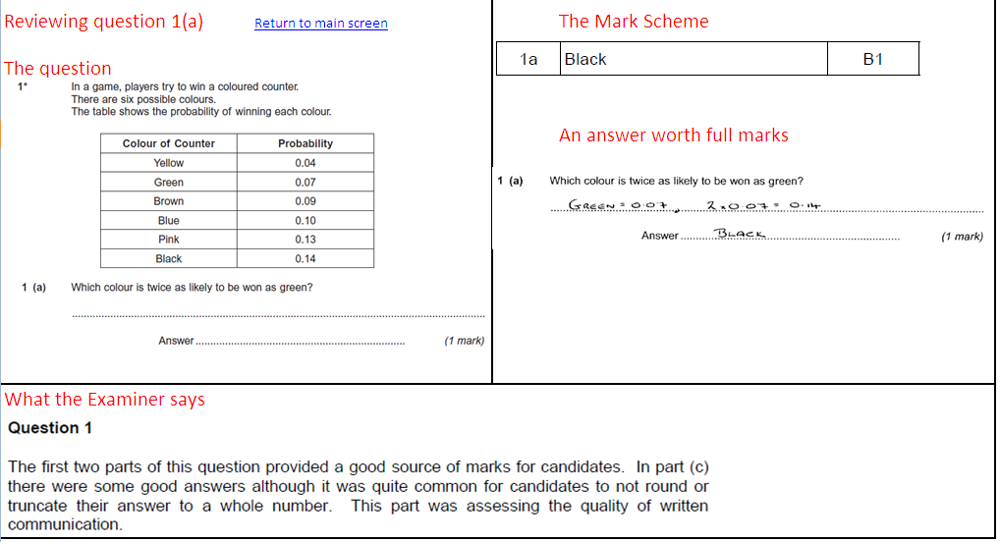 Reviewing question 1(a)
Return to main screen
The question
1*
In a game, players try to win a coloured counter.
There are six possible colours.
The table shows the probability of winning each colour.
Colour of Counter Probability
Yellow 0.04
Green 0.07
Brown 0.09
Blue 0.10
Pink 0.13
Black 0.14
1 (a) Which colour is twice as likely to be won as green?
Answer (1 mark)
The Mark Scheme
1a Black B1
An answer worth full marks
1 (a) Which colour is twice as likely to be won as green?
GREEN = 0.07, 2 x 0.07 = 0.14
Answer BLACK (1 mark)
What the Examiner says
Question 1
The first two parts of this question provided a good source of marks for candidates. In part (c)
there were some good answers although it was quite common for candidates to not round or
truncate their answer to a whole number. This part was assessing the quality of written
communication.